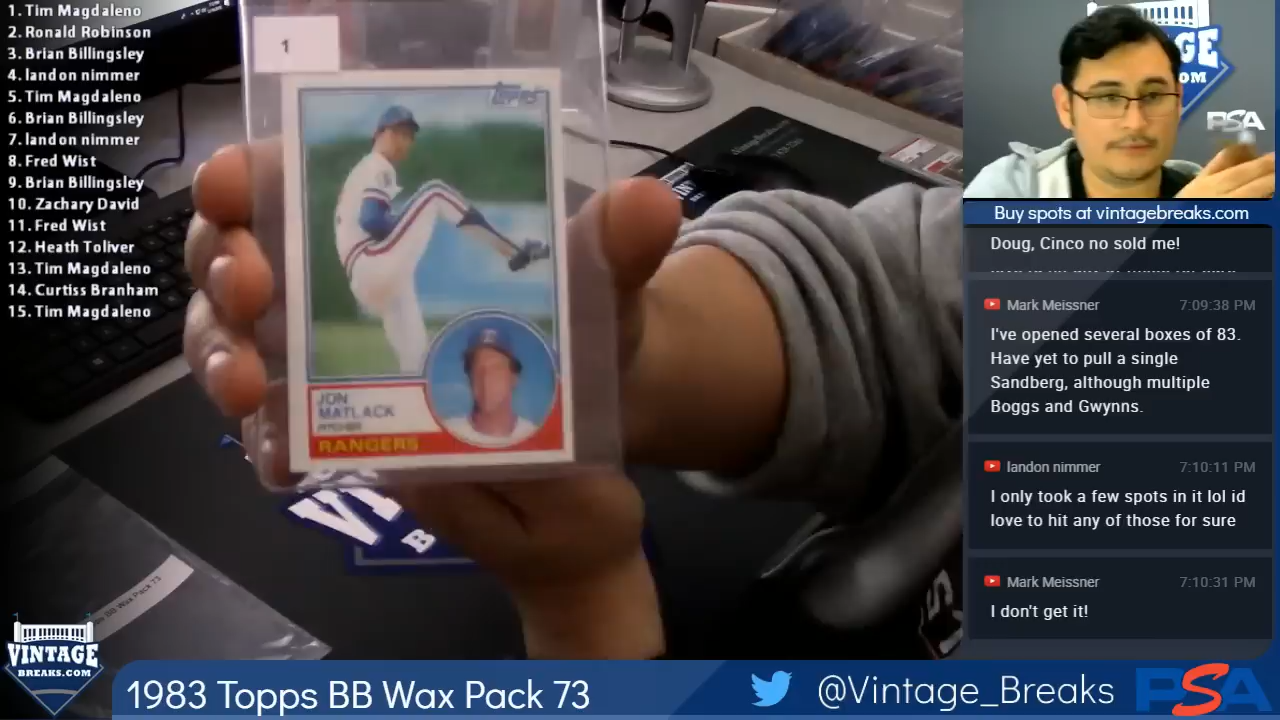 1. Tim Magdaleno
2. Ronald Robinson
3. Brian Billingsley
4. landon nimmer
5. Tim Magdaleno
6. Brian Billingsley
7. landon nimmer
8. Fred Wist
9. Brian Billingsley
10. Zachary David
11. Fred Wist
12. Heath Toliver
13. Tim Magdaleno
14. Curtiss Branham
15. Tim Magdaleno
1
Topps
JON
MATLACK
PITCHER
RANGERS
BB Wax Pack 73
VINTAGE
BREAKS.COM
1983 Topps BB Wax Pack 73
@Vintage_Breaks
PSA
PSA
Buy spots at vintagebreaks.com
Doug, Cinco no sold me!
Mark Meissner 7:09:38 PM
I've opened several boxes of 83.
Have yet to pull a single
Sandberg, although multiple
Boggs and Gwynns.
landon nimmer 7:10:11 PM
I only took a few spots in it lol id
love to hit any of those for sure
Mark Meissner 7:10:31 PM
I don't get it!